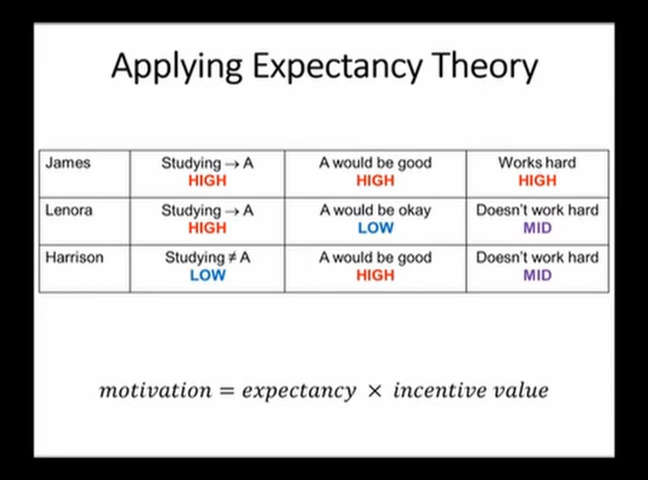 Applying Expectancy Theory
James
Studying → A
HIGH
A would be good
HIGH
Works hard
HIGH
Lenora
Studying → A
HIGH
A would be okay
LOW
Doesn't work hard
MID
Harrison
Studying ≠ A
LOW
A would be good
HIGH
Doesn't work hard
MID
motivation = expectancy × incentive value